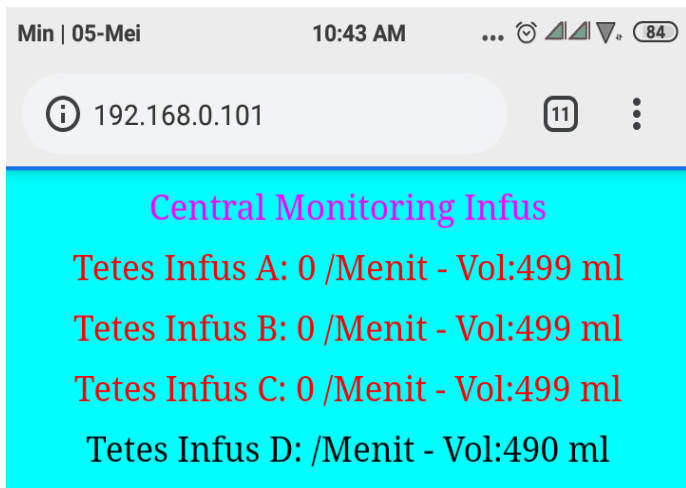 Min | 05-Mei 10:43 AM ... 84
192.168.0.101 11
Central Monitoring Infus
Tetes Infus A: 0 /Menit - Vol:499 ml
Tetes Infus B: 0 /Menit - Vol:499 ml
Tetes Infus C: 0 /Menit - Vol:499 ml
Tetes Infus D: /Menit - Vol:490 ml